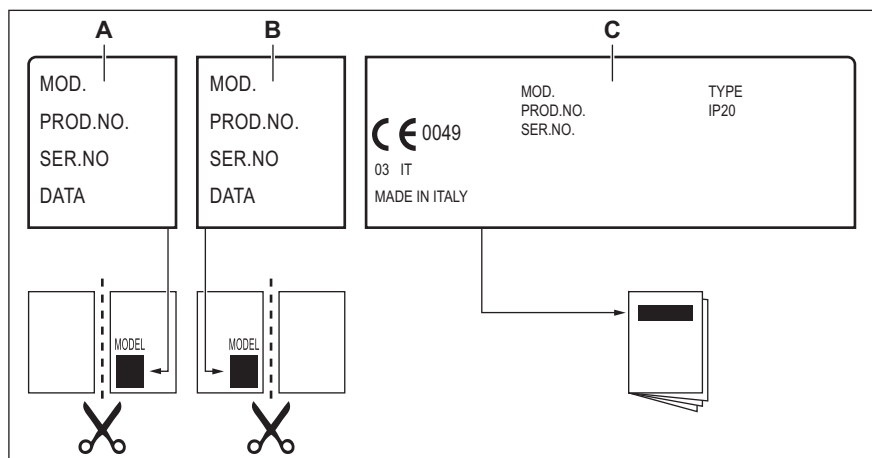 A
B
C
MOD.
PROD.NO.
SER.NO
DATA
MOD.
PROD.NO.
SER.NO
DATA
MOD.
PROD.NO.
SER.NO.
TYPE
IP20
CE 0049
03 IT
MADE IN ITALY
MODEL
MODEL